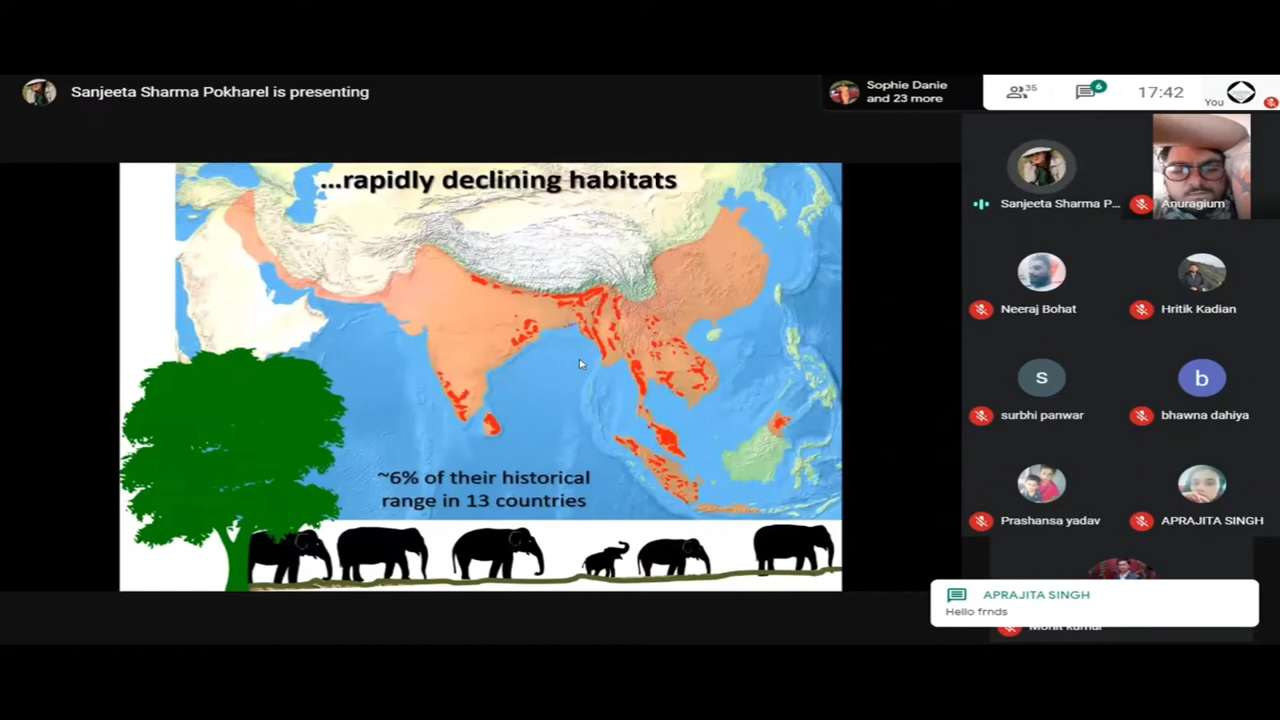 Sanjeeta Sharma Pokharel is presenting
Sophie Danie
and 23 more
35
6
17:42
You
...rapidly declining habitats
~6% of their historical
range in 13 countries
Sanjeeta Sharma P...
Anuragium
Neeraj Bohat
Hritik Kadian
s
surbhi panwar
b
bhawna dahiya
Prashansa yadav
APRAJITA SINGH
APRAJITA SINGH
Hello frnds
Mohit kumar